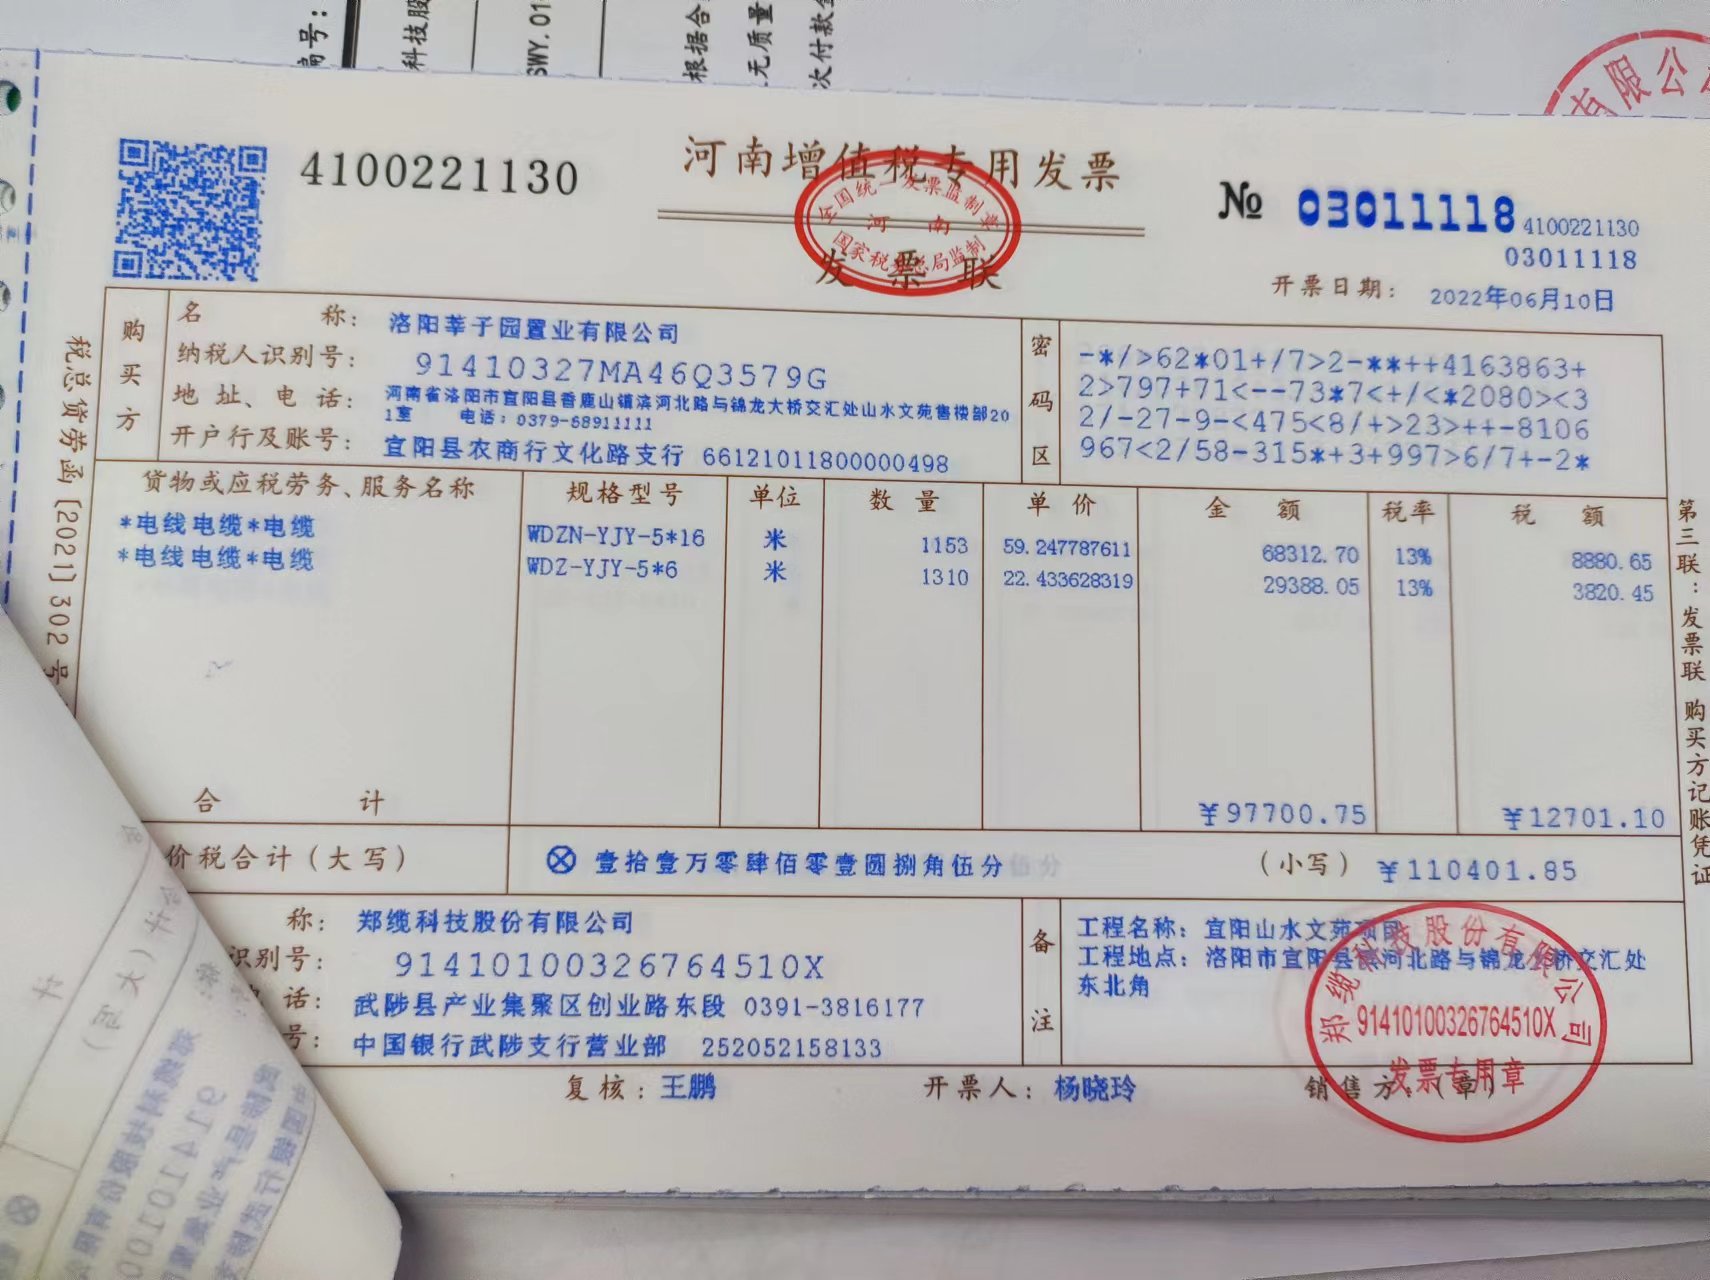 高号：
科技股
SWY.01
根据合
无质量
次付款
有限公
4100221130
河南增值税专用发票
全国统一发票监制章
河 南
国家税务总局监制
发 票 联
№ 03011118 4100221130
03011118
开票日期： 2022年06月10日
税总货劳函〔2021〕302号
购买方
名 称： 洛阳莘子园置业有限公司
纳税人识别号： 91410327MA46Q3579G
地 址、电 话： 河南省洛阳市宜阳县香鹿山镇滨河北路与锦龙大桥交汇处山水文苑售楼部20
1室 电话：0379-68911111
开户行及账号： 宜阳县农商行文化路支行 66121011800000498
密码区
-*/>62*01+/7>2-**++4163863+
2>797+71<--73*7<+/<*2080><3
2/-27-9-<475<8/+>23>++-8106
967<2/58-315*+3+997>6/7+-2*
货物或应税劳务、服务名称 规格型号 单位 数 量 单 价 金 额 税率 税 额
*电线电缆*电缆 WDZN-YJY-5*16 米 1153 59.247787611 68312.70 13% 8880.65
*电线电缆*电缆 WDZ-YJY-5*6 米 1310 22.433628319 29388.05 13% 3820.45
合 计 ¥97700.75 ¥12701.10
价税合计（大写） ⊗ 壹拾壹万零肆佰零壹圆捌角伍分 （小写） ¥110401.85
称： 郑缆科技股份有限公司
识别号： 91410100326764510X
话： 武陟县产业集聚区创业路东段 0391-3816177
号： 中国银行武陟支行营业部 252052158133
备注
工程名称：宜阳山水文苑项目
工程地点：洛阳市宜阳县滨河北路与锦龙大桥交汇处
东北角
复核：王鹏 开票人：杨晓玲 销售方：（章）
郑缆科技股份有限公司
91410100326764510X
发票专用章
第三联：发票联 购买方记账凭证